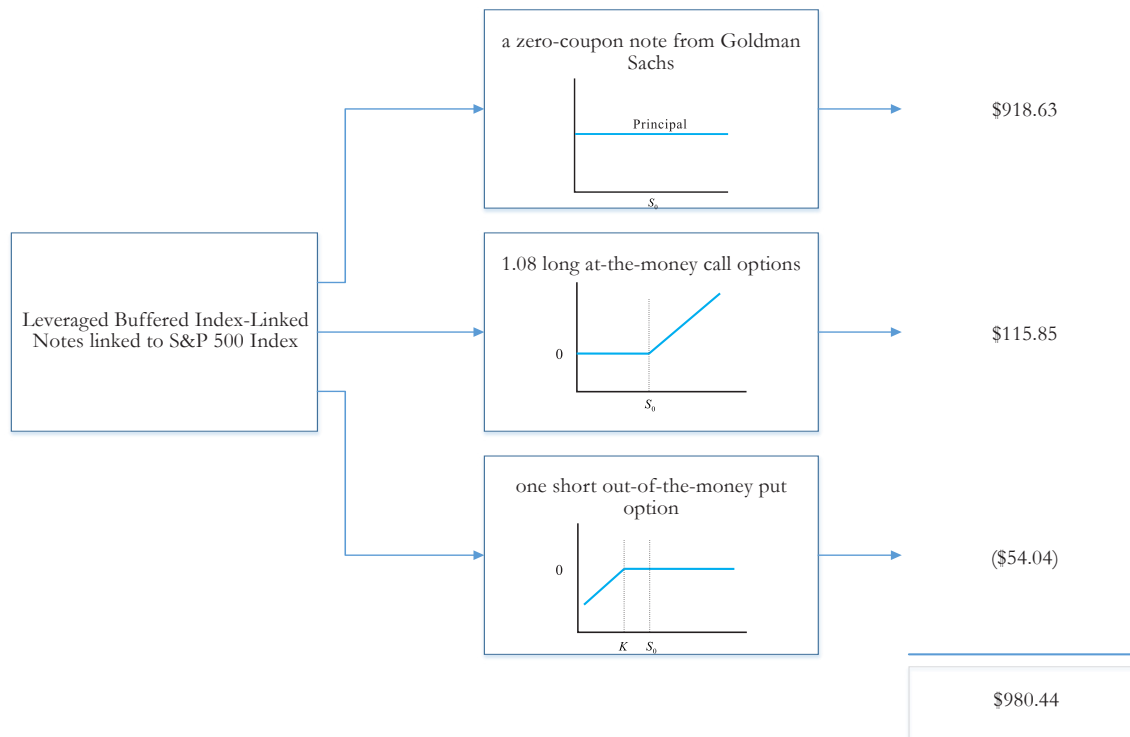 a zero-coupon note from Goldman
Sachs
Principal
S₀
$918.63
Leveraged Buffered Index-Linked
Notes linked to S&P 500 Index
1.08 long at-the-money call options
0
S₀
$115.85
one short out-of-the-money put
option
0
K S₀
($54.04)
$980.44